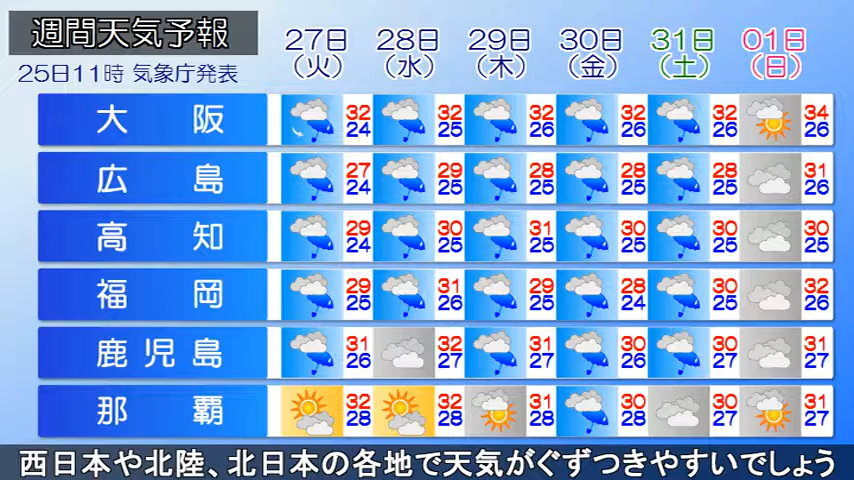 週間天気予報
25日11時 気象庁発表
27日 28日 29日 30日 31日 01日
(火) (水) (木) (金) (土) (日)
大阪 32 24 32 25 32 26 32 26 32 26 34 26
広島 27 24 29 25 28 25 28 25 28 25 31 26
高知 29 24 30 25 31 25 30 25 30 25 30 25
福岡 29 25 31 26 29 25 28 24 30 25 32 26
鹿児島 31 26 32 27 31 27 30 26 30 27 31 27
那覇 32 28 32 28 31 28 30 28 30 27 31 27
西日本や北陸、北日本の各地で天気がぐずつきやすいでしょう